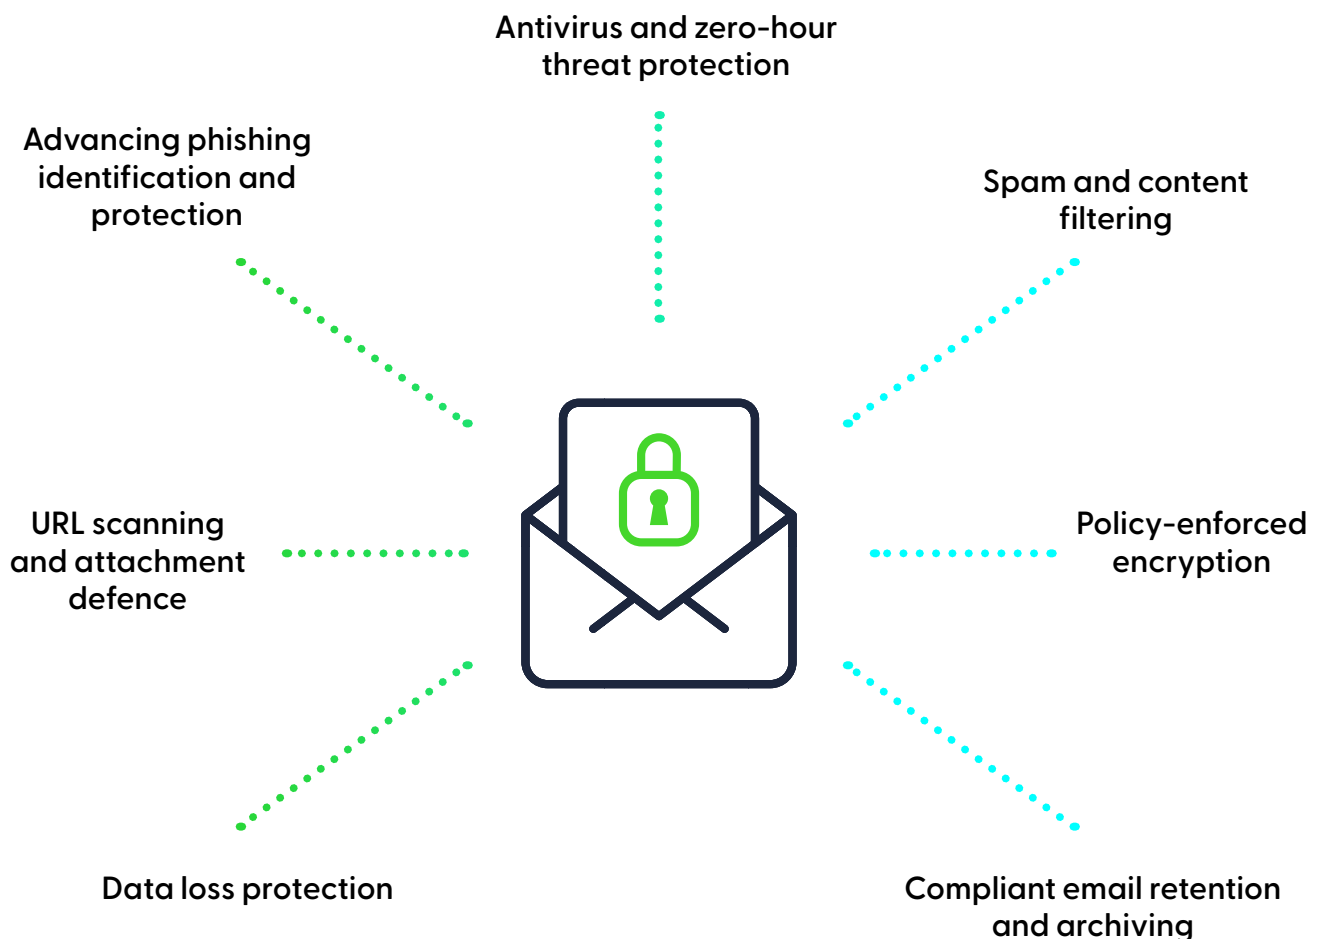 Antivirus and zero-hour
threat protection
Advancing phishing
identification and
protection
Spam and content
filtering
URL scanning
and attachment
defence
Policy-enforced
encryption
Data loss protection
Compliant email retention
and archiving